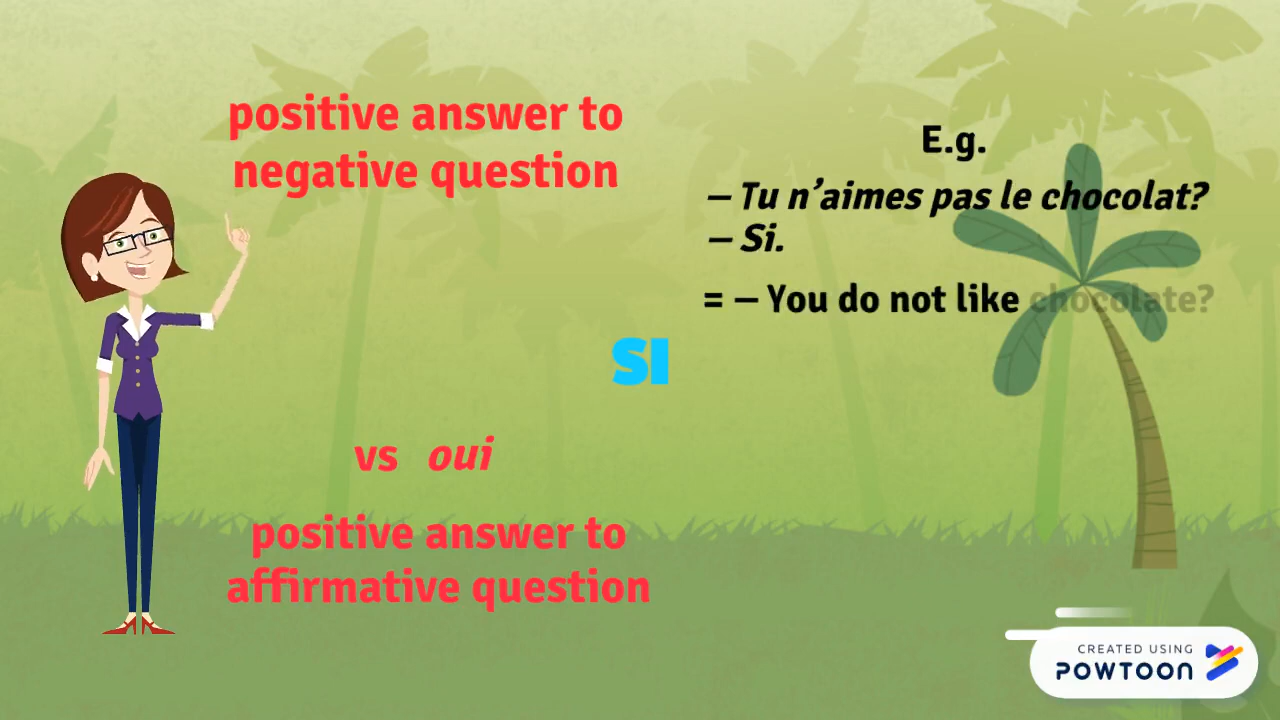 positive answer to
negative question
E.g.
– Tu n’aimes pas le chocolat?
– Si.
= – You do not like chocolate?
SI
vs oui
positive answer to
affirmative question
CREATED USING
POWTOON